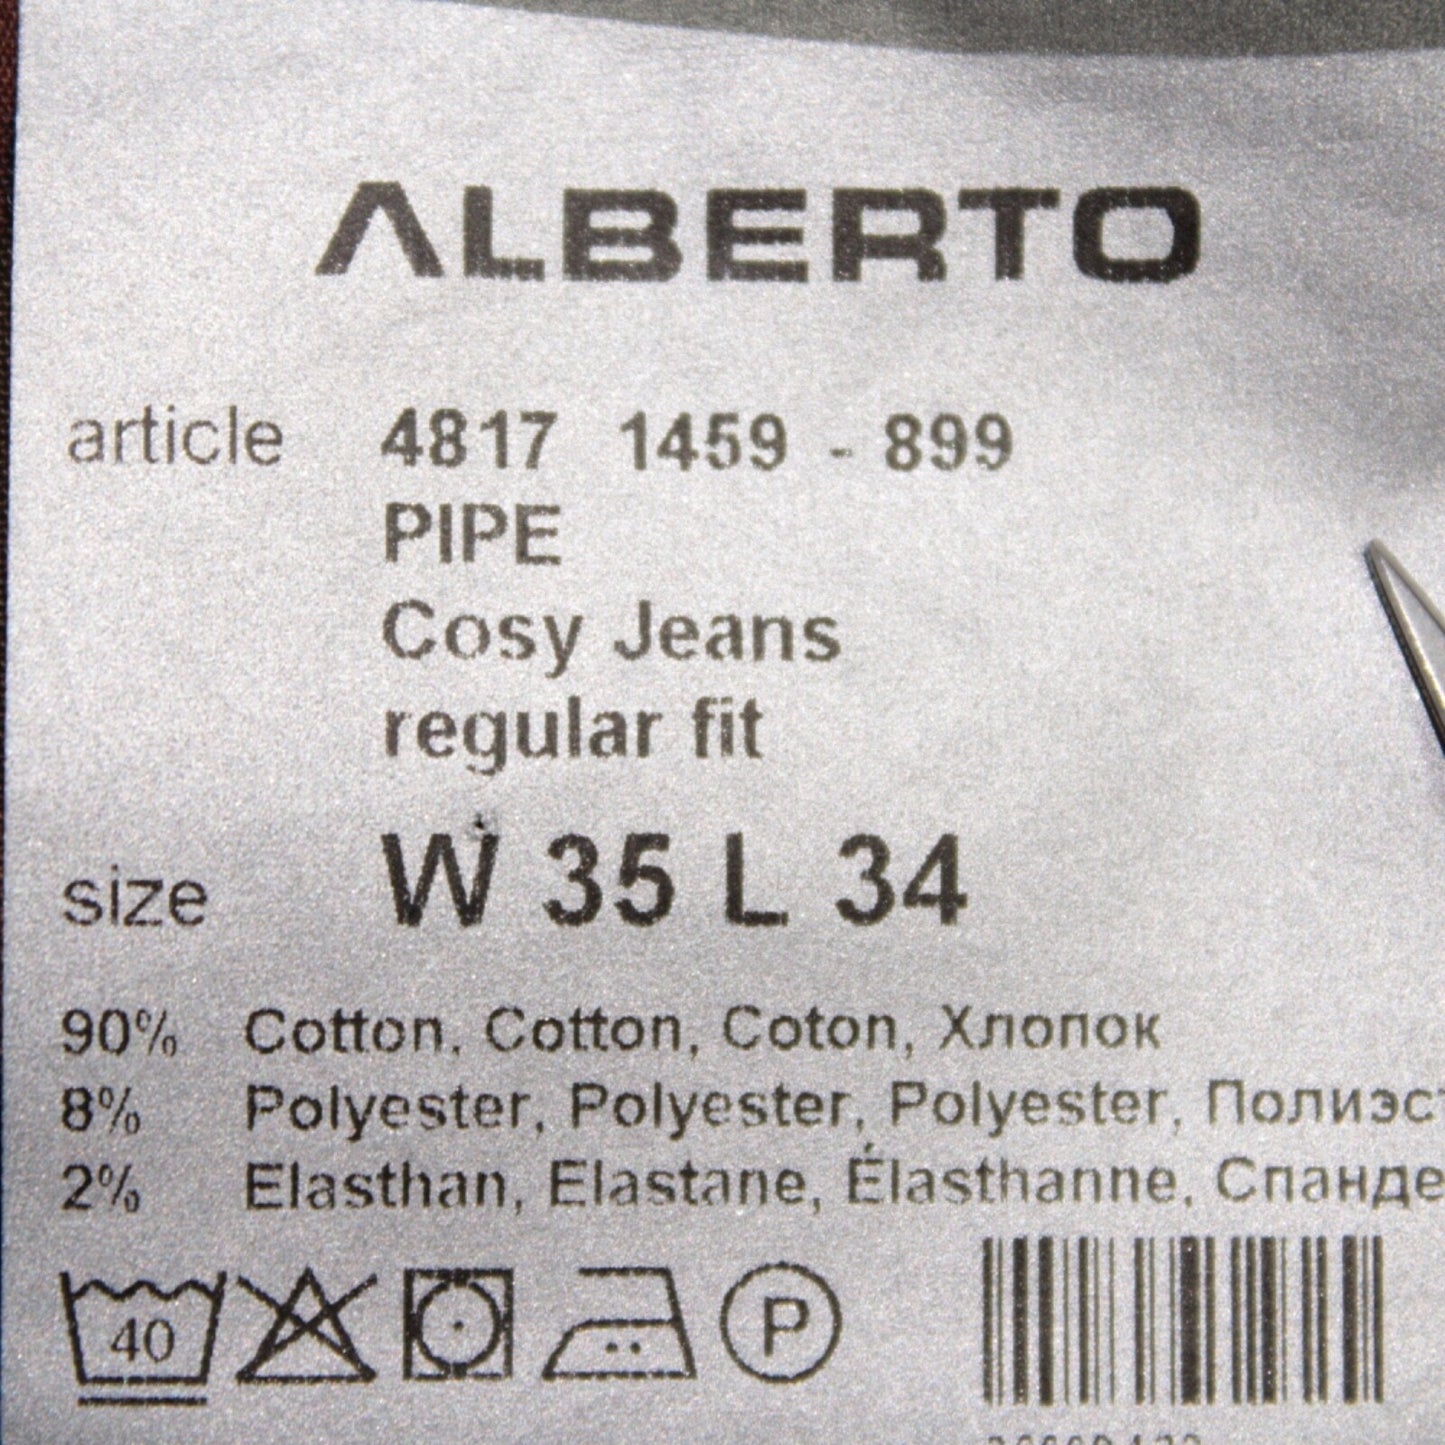 ALBERTO
article 4817 1459 - 899
PIPE
Cosy Jeans
regular fit
size W 35 L 34
90% Cotton, Cotton, Coton, Хлопок
8% Polyester, Polyester, Polyester,
2% Elasthan, Elastane, Élasthanne,
40
P